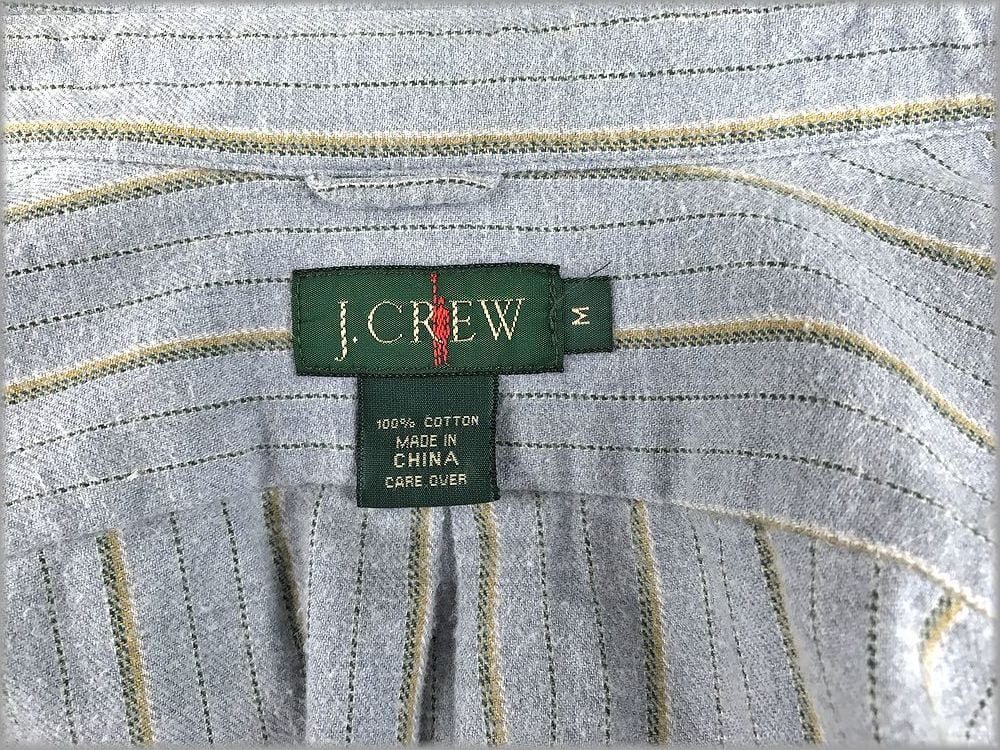 J.CREW
M
100% COTTON
MADE IN
CHINA
CARE OVER